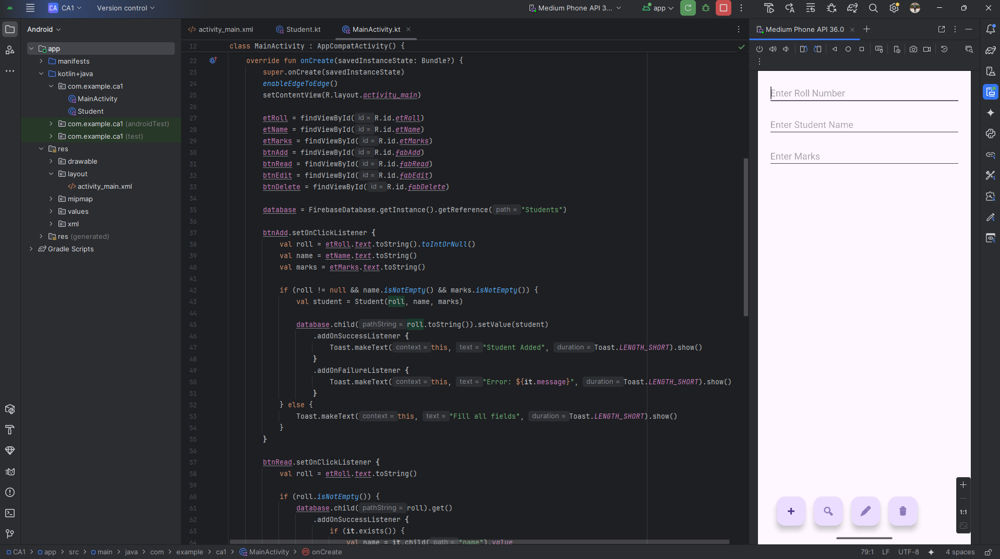 CA CA1 Version control Medium Phone API 3... app
Android
activity_main.xml Student.kt MainActivity.kt
Medium Phone API 36.0
app
manifests
kotlin+java
com.example.ca1
MainActivity
Student
com.example.ca1 (androidTest)
com.example.ca1 (test)
res
drawable
layout
activity_main.xml
mipmap
values
xml
res (generated)
Gradle Scripts
12 class MainActivity : AppCompatActivity() {
22 override fun onCreate(savedInstanceState: Bundle?) {
23 super.onCreate(savedInstanceState)
24 enableEdgeToEdge()
25 setContentView(R.layout.activity_main)
26
27 etRoll = findViewById( id = R.id.etRoll)
28 etName = findViewById( id = R.id.etName)
29 etMarks = findViewById( id = R.id.etMarks)
30 btnAdd = findViewById( id = R.id.fabAdd)
31 btnRead = findViewById( id = R.id.fabRead)
32 btnEdit = findViewById( id = R.id.fabEdit)
33 btnDelete = findViewById( id = R.id.fabDelete)
34
35 database = FirebaseDatabase.getInstance().getReference( path = "Students")
36
37 btnAdd.setOnClickListener {
38 val roll = etRoll.text.toString().toIntOrNull()
39 val name = etName.text.toString()
40 val marks = etMarks.text.toString()
41
42 if (roll != null && name.isNotEmpty() && marks.isNotEmpty()) {
43 val student = Student(roll, name, marks)
44
45 database.child( pathString = roll.toString()).setValue(student)
46 .addOnSuccessListener {
47 Toast.makeText( context = this, text = "Student Added", duration = Toast.LENGTH_SHORT).show()
48 }
49 .addOnFailureListener {
50 Toast.makeText( context = this, text = "Error: ${it.message}", duration = Toast.LENGTH_SHORT).show()
51 }
52 } else {
53 Toast.makeText( context = this, text = "Fill all fields", duration = Toast.LENGTH_SHORT).show()
54 }
55 }
56
57 btnRead.setOnClickListener {
58 val roll = etRoll.text.toString()
59
60 if (roll.isNotEmpty()) {
61 database.child( pathString = roll).get()
62 .addOnSuccessListener {
63 if (it.exists()) {
64 val name = it.child( path = "name").value
Enter Roll Number
Enter Student Name
Enter Marks
1:1
CA1 > app > src > main > java > com > example > ca1 > MainActivity > onCreate
79:1 LF UTF-8 4 spaces